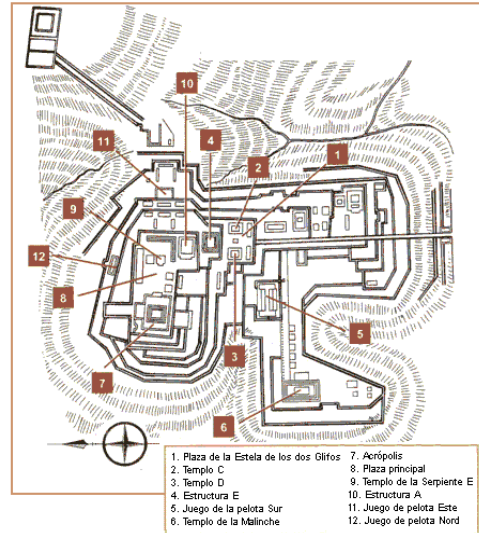 10
4
2
1
11
9
12
8
7
3
5
6
1. Plaza de la Estela de los dos Glifos
2. Templo C
3. Templo D
4. Estructura E
5. Juego de la pelota Sur
6. Templo de la Malinche
7. Acrópolis
8. Plaza principal
9. Templo de la Serpiente E
10. Estructura A
11. Juego de pelota Este
12. Juego de pelota Nord